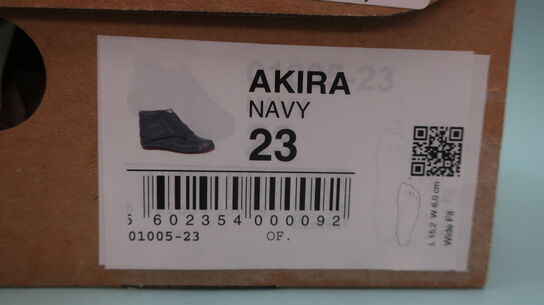 AKIRA
NAVY
23
5 602354 000092
01005-23 OF.
L 15,2 W 6,0 cm
Wide Fit